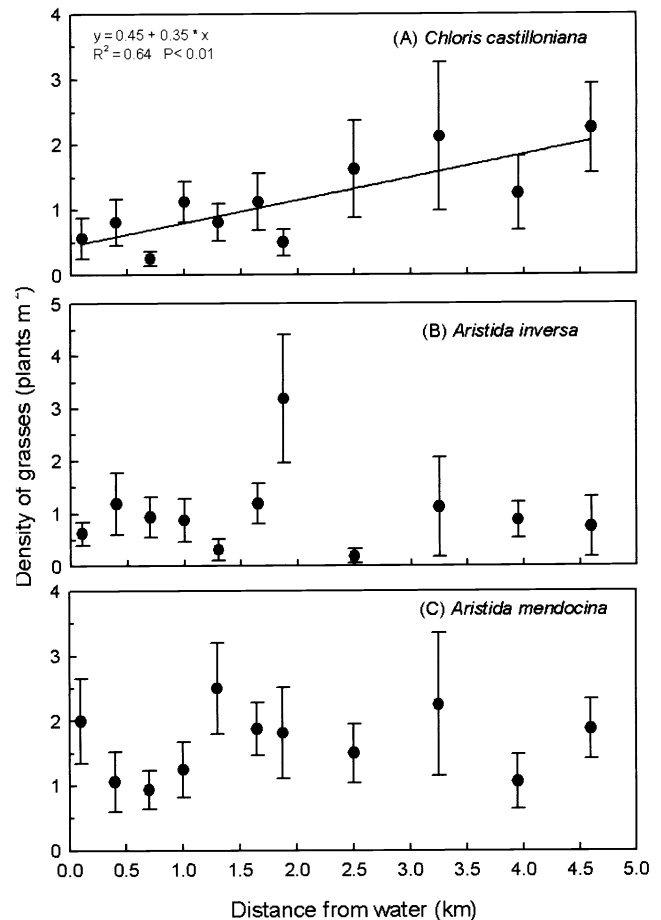 4
y = 0.45 + 0.35 * x
R² = 0.64 P< 0.01
(A) Chloris castilloniana
3
2
1
0
5
(B) Aristida inversa
4
3
2
1
0
4
(C) Aristida mendocina
3
2
1
0
0.0 0.5 1.0 1.5 2.0 2.5 3.0 3.5 4.0 4.5 5.0
Distance from water (km)
Density of grasses (plants m⁻²)